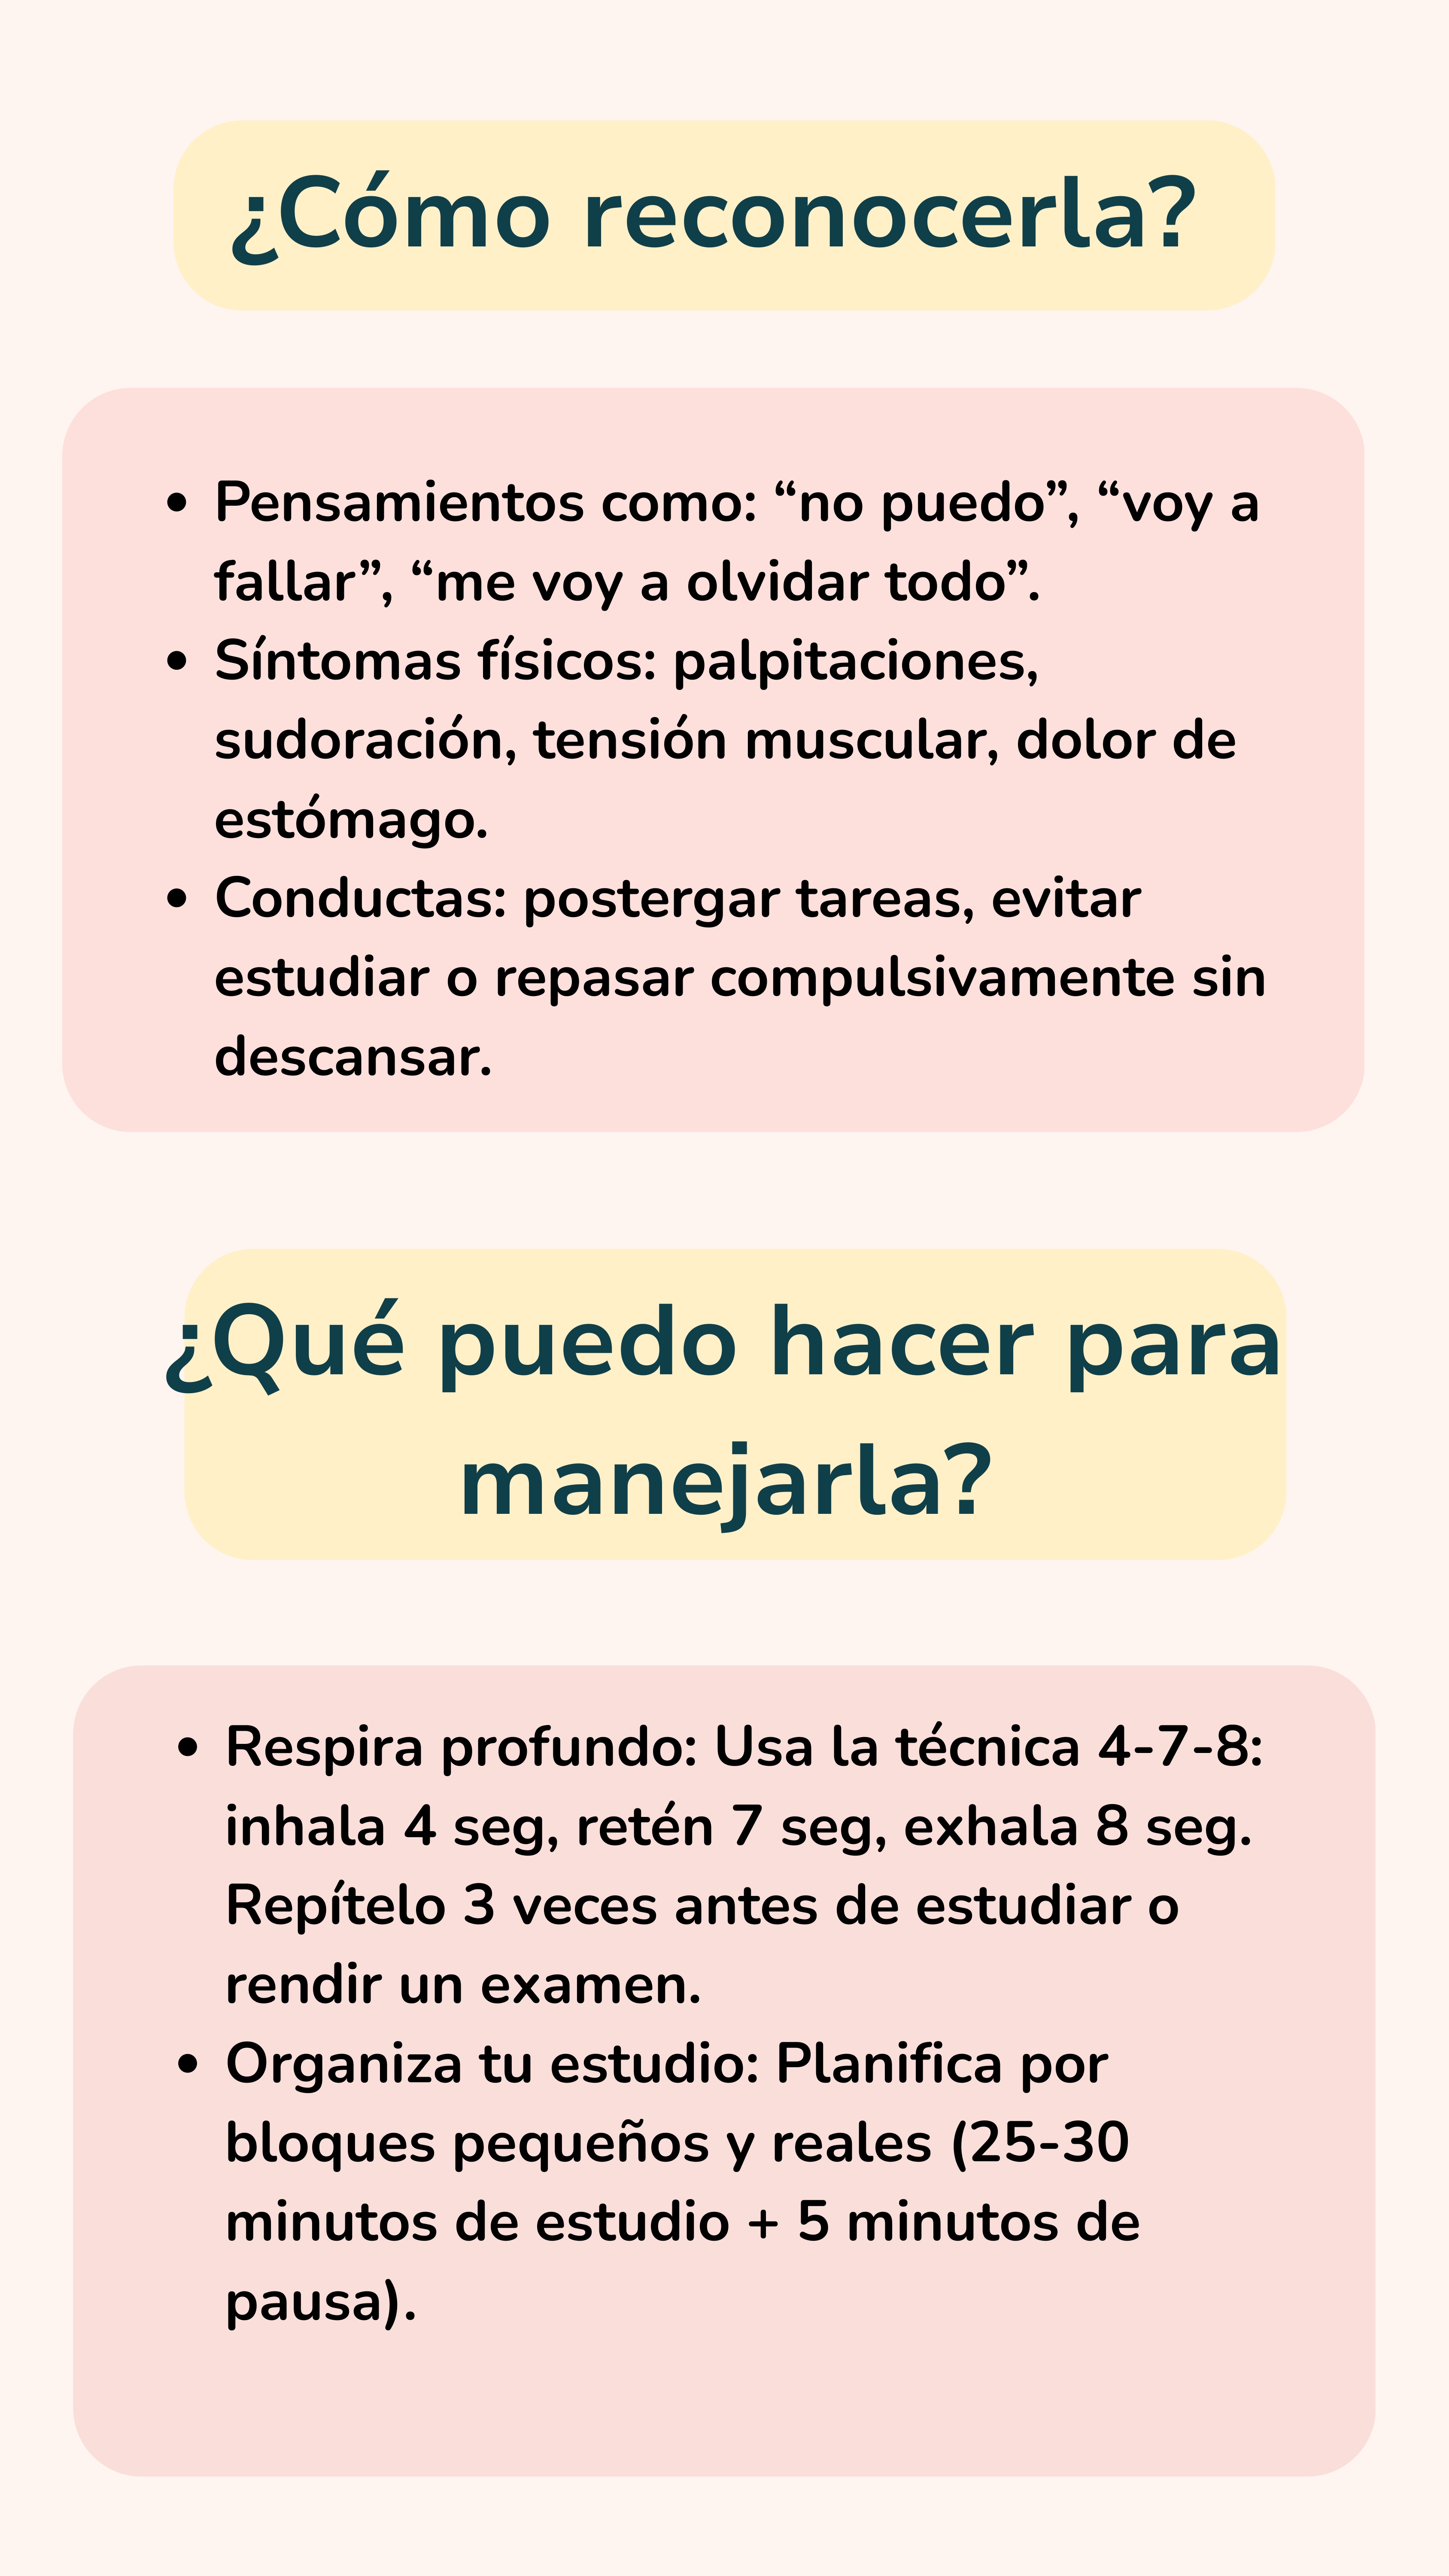 ¿Cómo reconocerla?
• Pensamientos como: “no puedo”, “voy a
fallar”, “me voy a olvidar todo”.
• Síntomas físicos: palpitaciones,
sudoración, tensión muscular, dolor de
estómago.
• Conductas: postergar tareas, evitar
estudiar o repasar compulsivamente sin
descansar.
¿Qué puedo hacer para
manejarla?
• Respira profundo: Usa la técnica 4-7-8:
inhala 4 seg, retén 7 seg, exhala 8 seg.
Repítelo 3 veces antes de estudiar o
rendir un examen.
• Organiza tu estudio: Planifica por
bloques pequeños y reales (25-30
minutos de estudio + 5 minutos de
pausa).